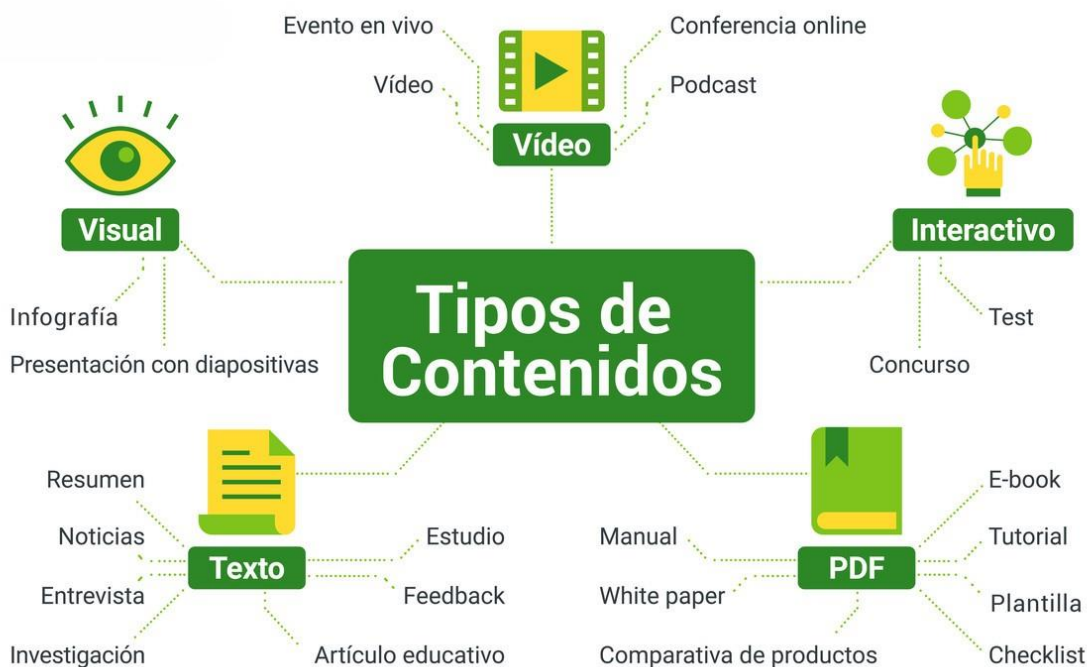 Evento en vivo
Conferencia online
Vídeo
Podcast
Vídeo
Visual
Interactivo
Infografía
Presentación con diapositivas
Test
Concurso
Tipos de
Contenidos
Resumen
Noticias
Entrevista
Investigación
Texto
Estudio
Feedback
Artículo educativo
Manual
White paper
Comparativa de productos
PDF
E-book
Tutorial
Plantilla
Checklist